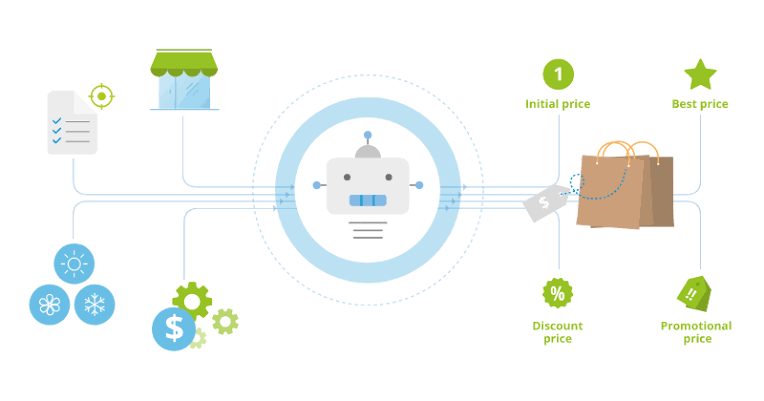 1
Initial price
Best price
$
$
%
Discount
price
!!
Promotional
price